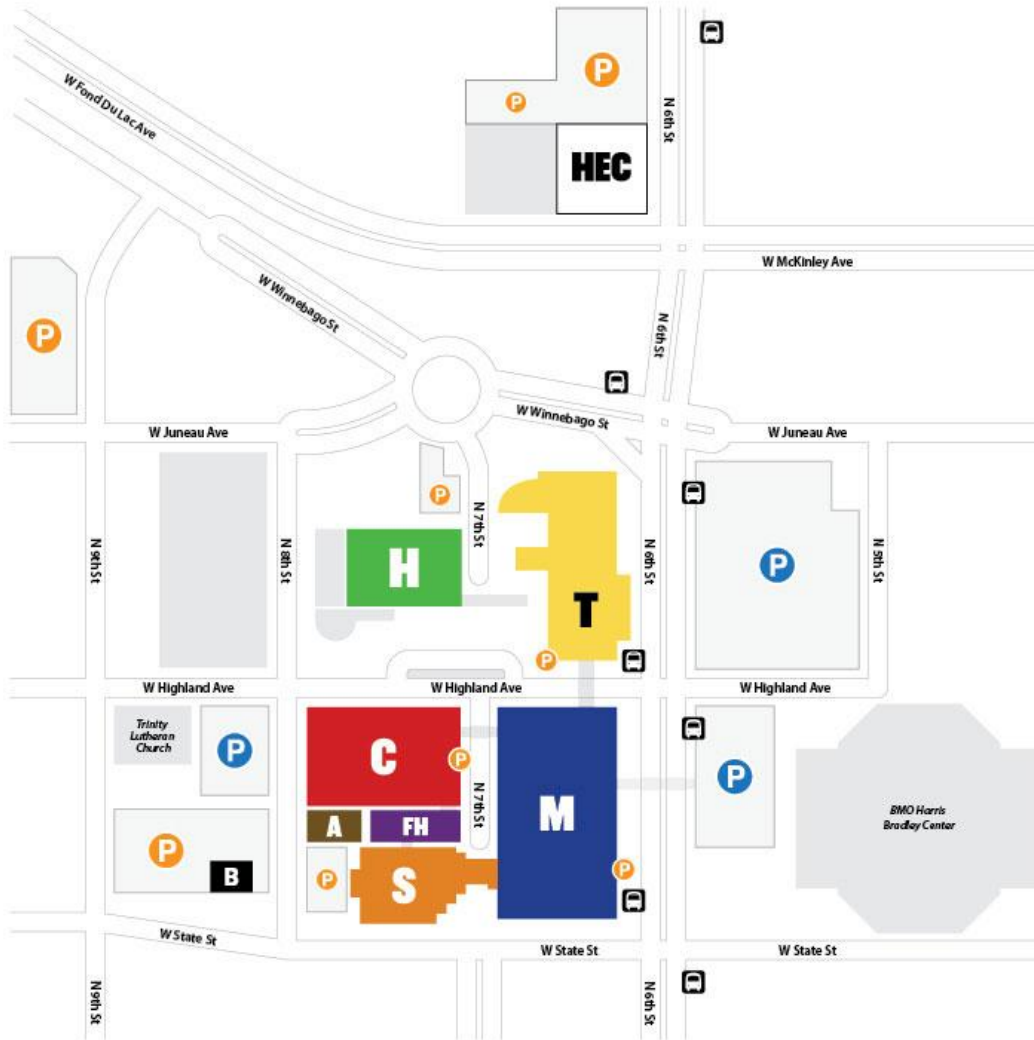 P
W Fond Du Lac Ave
P
N 6th St
HEC
W McKinley Ave
W Winnebago St
P
N 6th St
W Winnebago St
W Juneau Ave
W Juneau Ave
P
N 7th St
N 9th St
N 8th St
H
N 6th St
P
N 5th St
T
P
W Highland Ave
W Highland Ave
W Highland Ave
Trinity
Lutheran
Church
P
C
P
N 7th St
M
P
BMO Harris
Bradley Center
A
FH
P
B
P
S
P
W State St
W State St
W State St
N 9th St
N 6th St